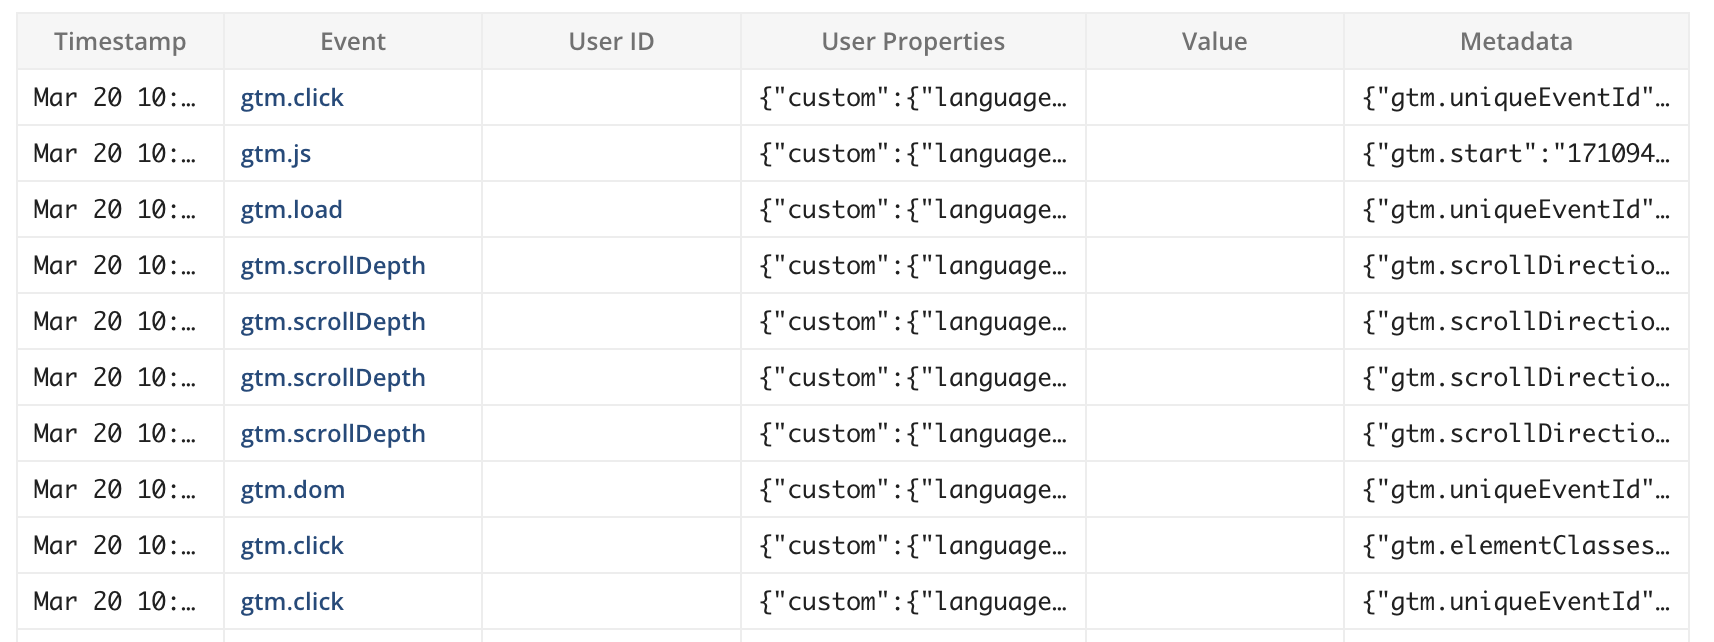 Timestamp Event User ID User Properties Value Metadata
Mar 20 10:… gtm.click {"custom":{"language… {"gtm.uniqueEventId"…
Mar 20 10:… gtm.js {"custom":{"language… {"gtm.start":"171094…
Mar 20 10:… gtm.load {"custom":{"language… {"gtm.uniqueEventId"…
Mar 20 10:… gtm.scrollDepth {"custom":{"language… {"gtm.scrollDirectio…
Mar 20 10:… gtm.scrollDepth {"custom":{"language… {"gtm.scrollDirectio…
Mar 20 10:… gtm.scrollDepth {"custom":{"language… {"gtm.scrollDirectio…
Mar 20 10:… gtm.scrollDepth {"custom":{"language… {"gtm.scrollDirectio…
Mar 20 10:… gtm.dom {"custom":{"language… {"gtm.uniqueEventId"…
Mar 20 10:… gtm.click {"custom":{"language… {"gtm.elementClasses…
Mar 20 10:… gtm.click {"custom":{"language… {"gtm.uniqueEventId"…